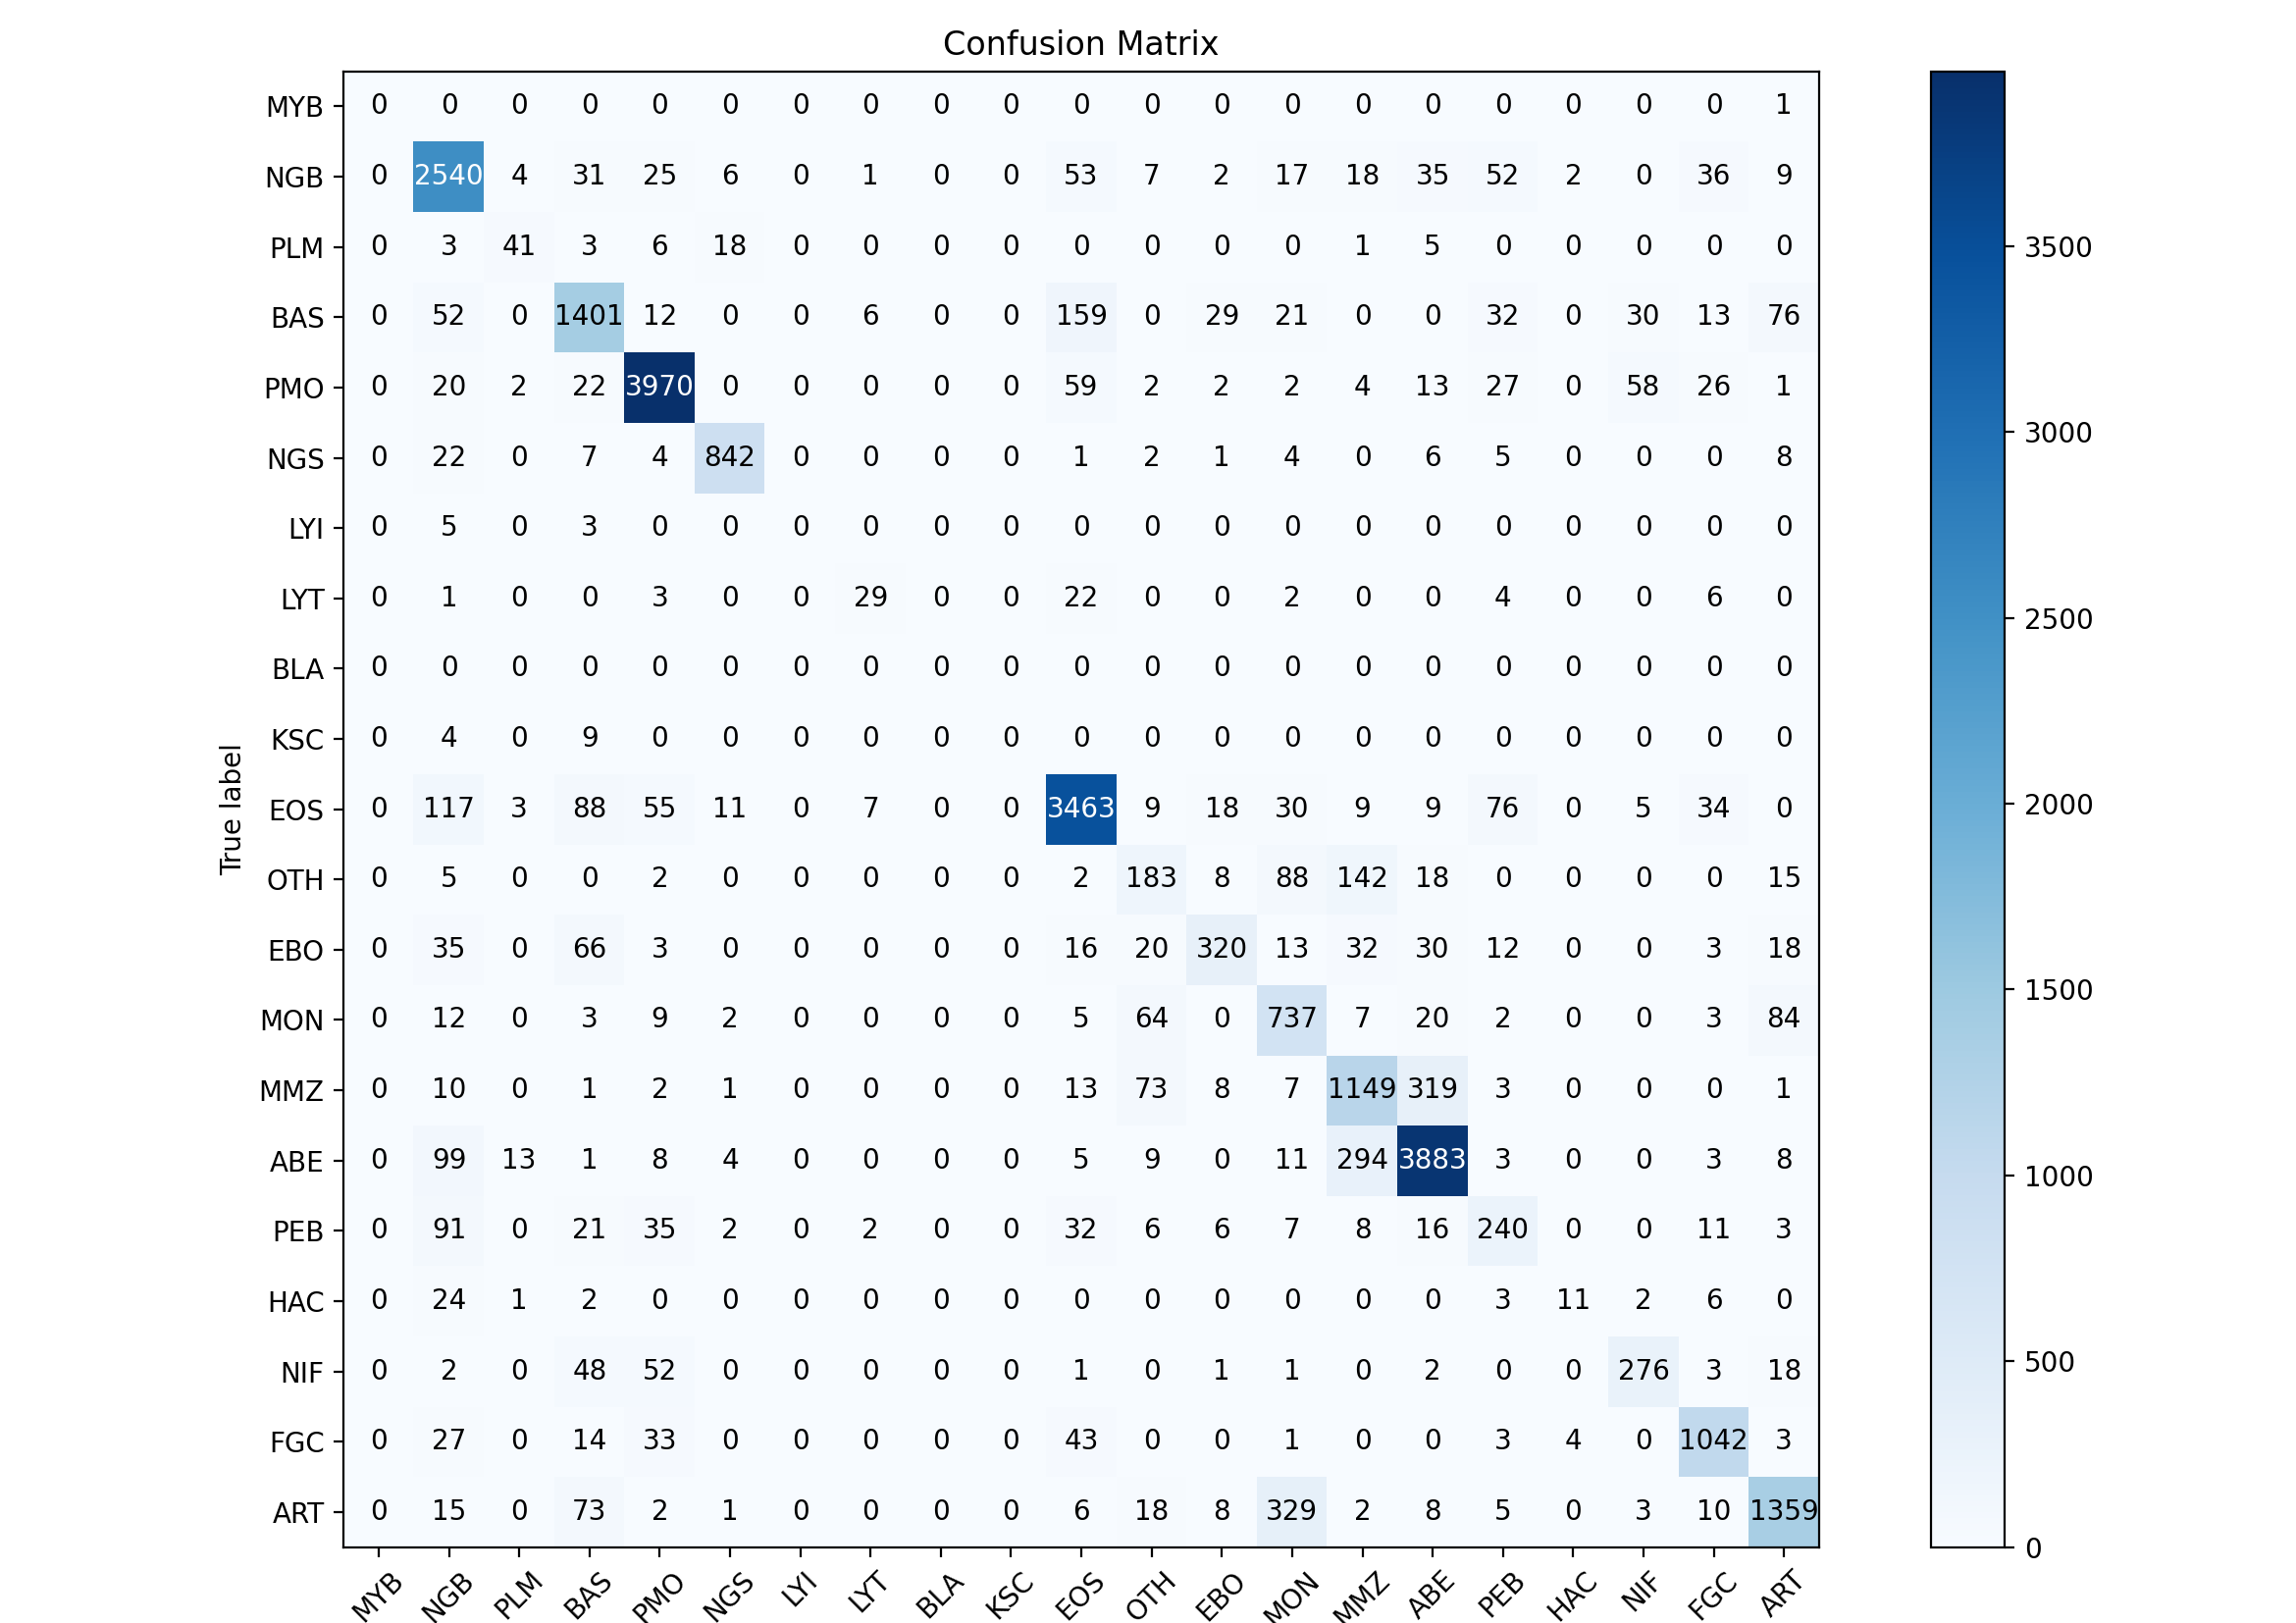 Confusion Matrix
MYB 0 0 0 0 0 0 0 0 0 0 0 0 0 0 0 0 0 0 0 0 1
NGB 0 2540 4 31 25 6 0 1 0 0 53 7 2 17 18 35 52 2 0 36 9
PLM 0 3 41 3 6 18 0 0 0 0 0 0 0 0 1 5 0 0 0 0 0
BAS 0 52 0 1401 12 0 0 6 0 0 159 0 29 21 0 0 32 0 30 13 76
PMO 0 20 2 22 3970 0 0 0 0 0 59 2 2 2 4 13 27 0 58 26 1
NGS 0 22 0 7 4 842 0 0 0 0 1 2 1 4 0 6 5 0 0 0 8
LYI 0 5 0 3 0 0 0 0 0 0 0 0 0 0 0 0 0 0 0 0 0
LYT 0 1 0 0 3 0 0 29 0 0 22 0 0 2 0 0 4 0 0 6 0
BLA 0 0 0 0 0 0 0 0 0 0 0 0 0 0 0 0 0 0 0 0 0
KSC 0 4 0 9 0 0 0 0 0 0 0 0 0 0 0 0 0 0 0 0 0
EOS 0 117 3 88 55 11 0 7 0 0 3463 9 18 30 9 9 76 0 5 34 0
OTH 0 5 0 0 2 0 0 0 0 0 2 183 8 88 142 18 0 0 0 0 15
EBO 0 35 0 66 3 0 0 0 0 0 16 20 320 13 32 30 12 0 0 3 18
MON 0 12 0 3 9 2 0 0 0 0 5 64 0 737 7 20 2 0 0 3 84
MMZ 0 10 0 1 2 1 0 0 0 0 13 73 8 7 1149 319 3 0 0 0 1
ABE 0 99 13 1 8 4 0 0 0 0 5 9 0 11 294 3883 3 0 0 3 8
PEB 0 91 0 21 35 2 0 2 0 0 32 6 6 7 8 16 240 0 0 11 3
HAC 0 24 1 2 0 0 0 0 0 0 0 0 0 0 0 0 3 11 2 6 0
NIF 0 2 0 48 52 0 0 0 0 0 1 0 1 1 0 2 0 0 276 3 18
FGC 0 27 0 14 33 0 0 0 0 0 43 0 0 1 0 0 3 4 0 1042 3
ART 0 15 0 73 2 1 0 0 0 0 6 18 8 329 2 8 5 0 3 10 1359
MYB NGB PLM BAS PMO NGS LYI LYT BLA KSC EOS OTH EBO MON MMZ ABE PEB HAC NIF FGC ART
True label
3500
3000
2500
2000
1500
1000
500
0